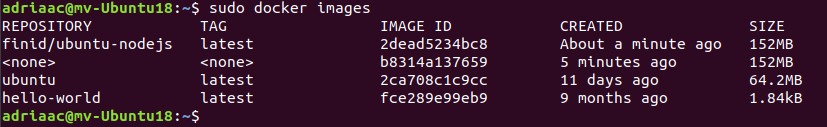 adriaac@mv-Ubuntu18:~$ sudo docker images
REPOSITORY TAG IMAGE ID CREATED SIZE
finid/ubuntu-nodejs latest 2dead5234bc8 About a minute ago 152MB
<none> <none> b8314a137659 5 minutes ago 152MB
ubuntu latest 2ca708c1c9cc 11 days ago 64.2MB
hello-world latest fce289e99eb9 9 months ago 1.84kB
adriaac@mv-Ubuntu18:~$